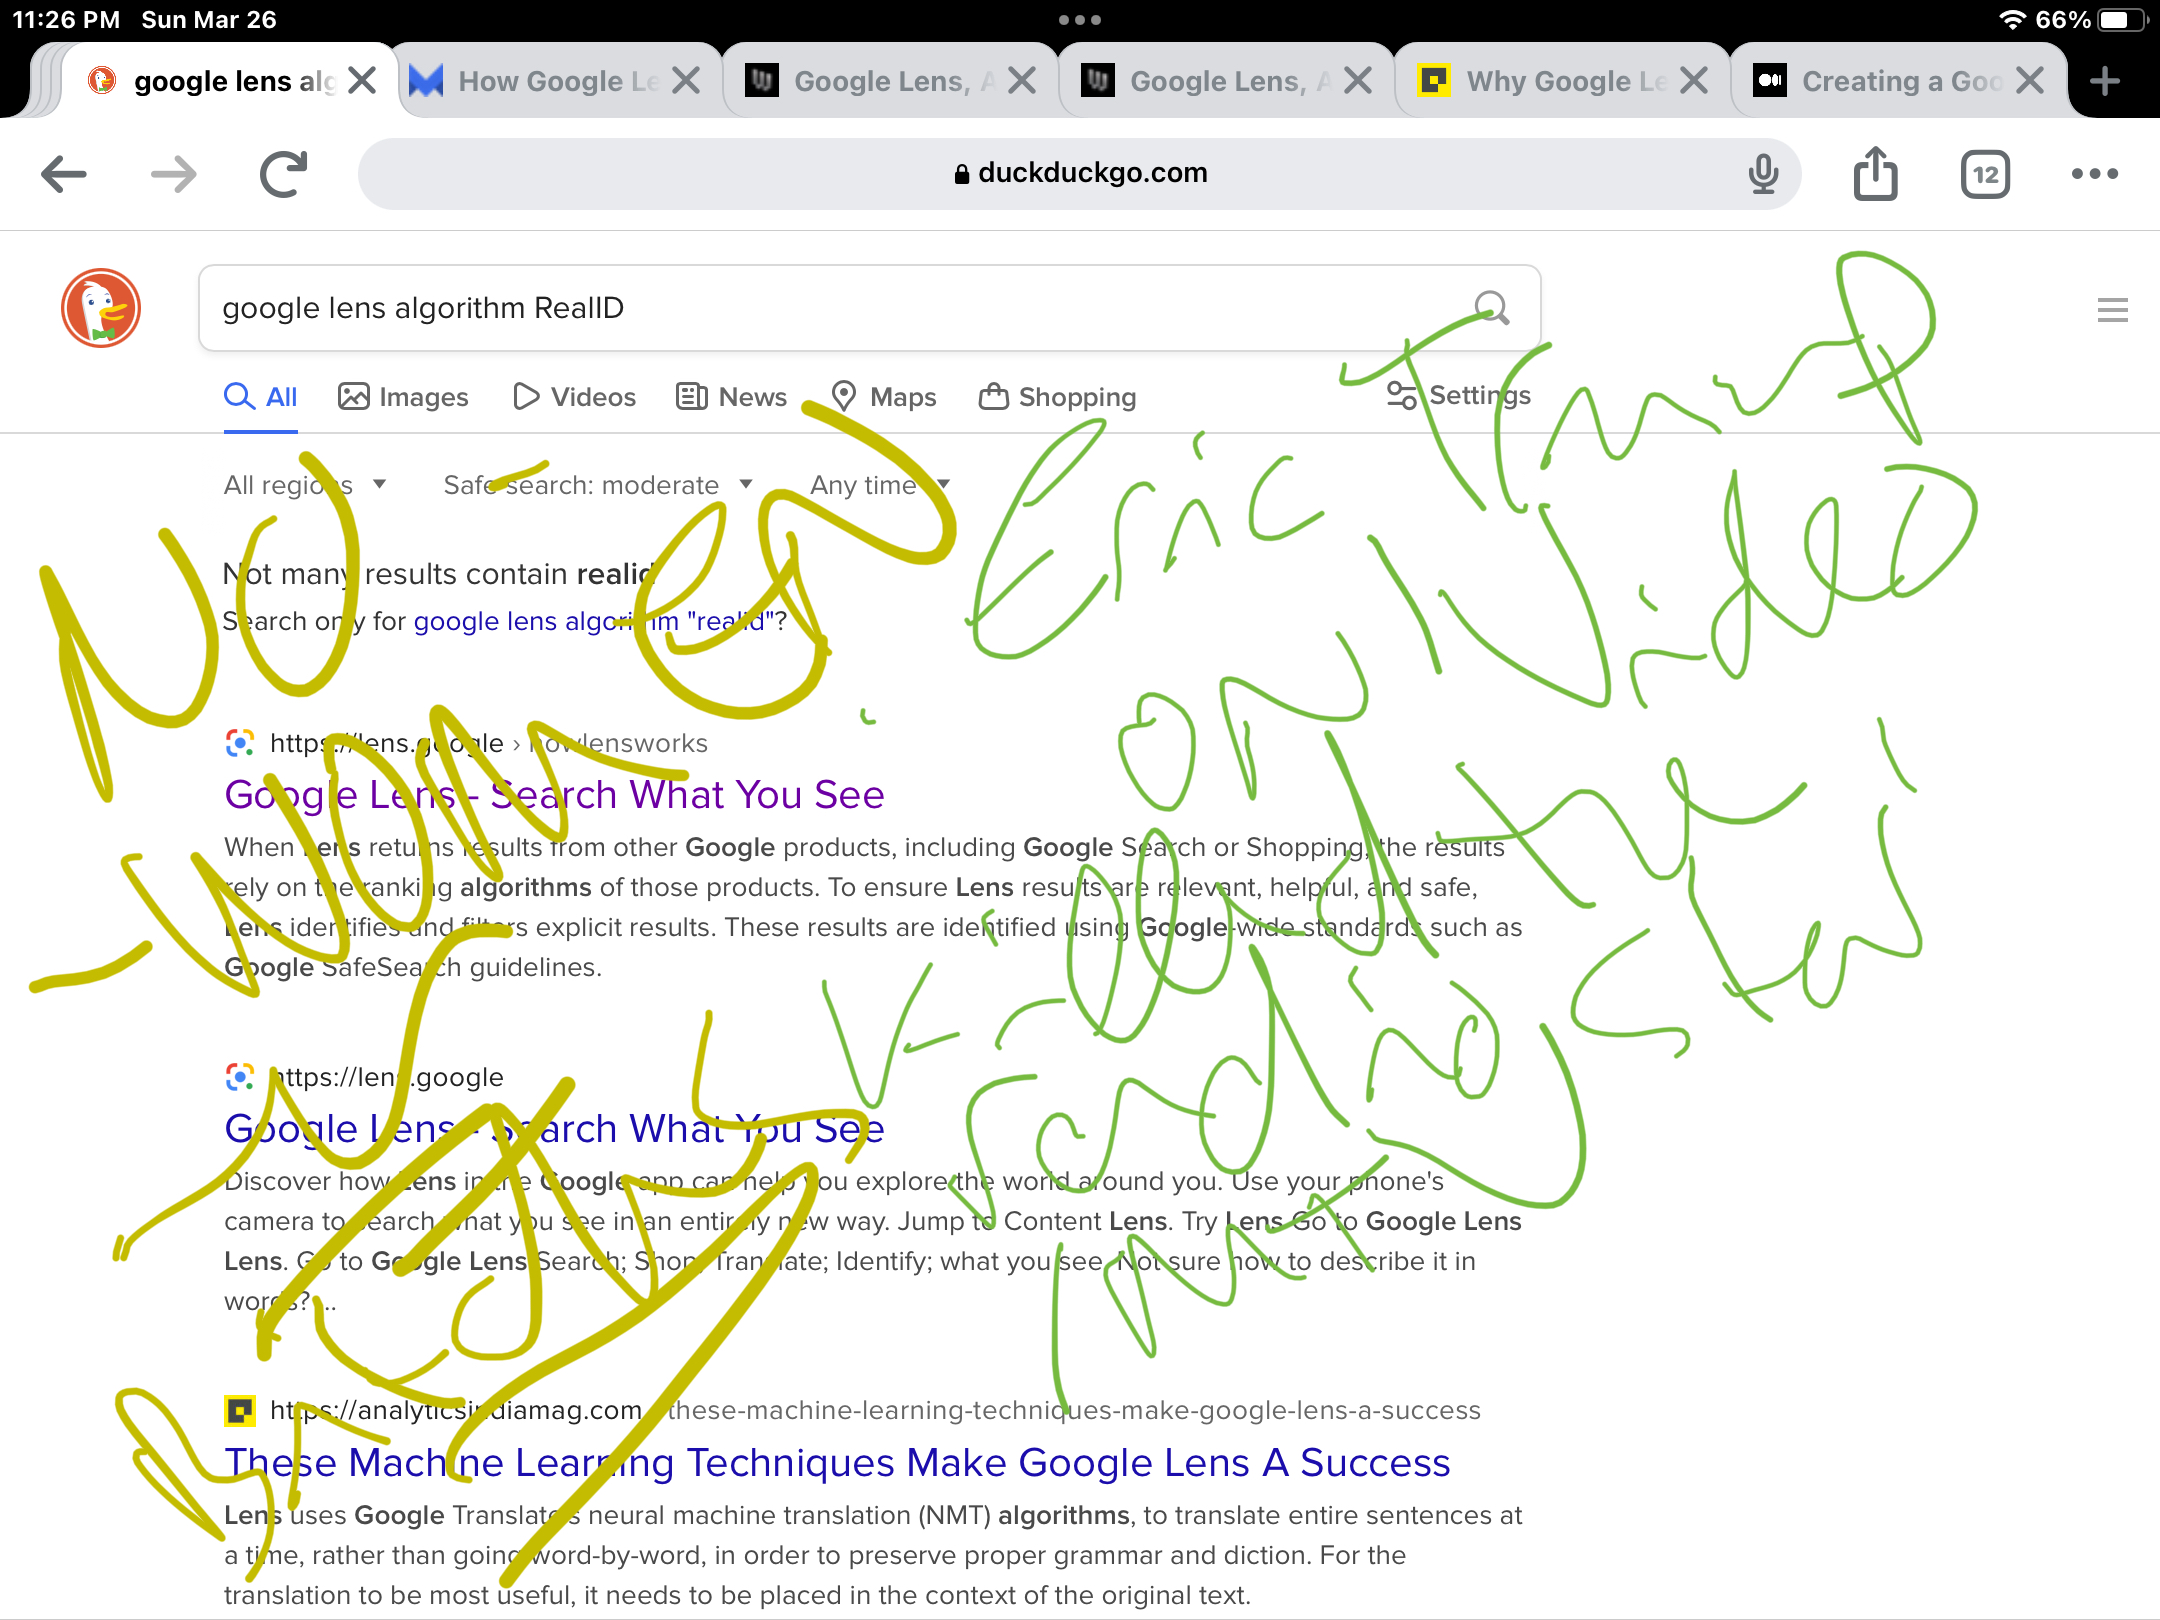 11:26 PM Sun Mar 26
66%
google lens alg
How Google Le
Google Lens, A
Google Lens, A
Why Google Le
Creating a Goo
duckduckgo.com
12
google lens algorithm RealID
All Images Videos News Maps Shopping Settings
All regions Safe search: moderate Any time
Not many results contain realid
Search only for google lens algorithm "realid"?
https://lens.google › howlensworks
Google Lens - Search What You See
When Lens returns results from other Google products, including Google Search or Shopping, the results
rely on the ranking algorithms of those products. To ensure Lens results are relevant, helpful, and safe,
Lens identifies and filters explicit results. These results are identified using Google-wide standards such as
Google SafeSearch guidelines.
https://lens.google
Google Lens - Search What You See
Discover how Lens in the Google app can help you explore the world around you. Use your phone's
camera to search what you see in an entirely new way. Jump to Content Lens. Try Lens Go to Google Lens
Lens. Go to Google Lens Search; Shop; Translate; Identify; what you see. Not sure how to describe it in
words? ...
https://analyticsindiamag.com › these-machine-learning-techniques-make-google-lens-a-success
These Machine Learning Techniques Make Google Lens A Success
Lens uses Google Translate's neural machine translation (NMT) algorithms, to translate entire sentences at
a time, rather than going word-by-word, in order to preserve proper grammar and diction. For the
translation to be most useful, it needs to be placed in the context of the original text.
NO
Eric Trump
ON Video
the